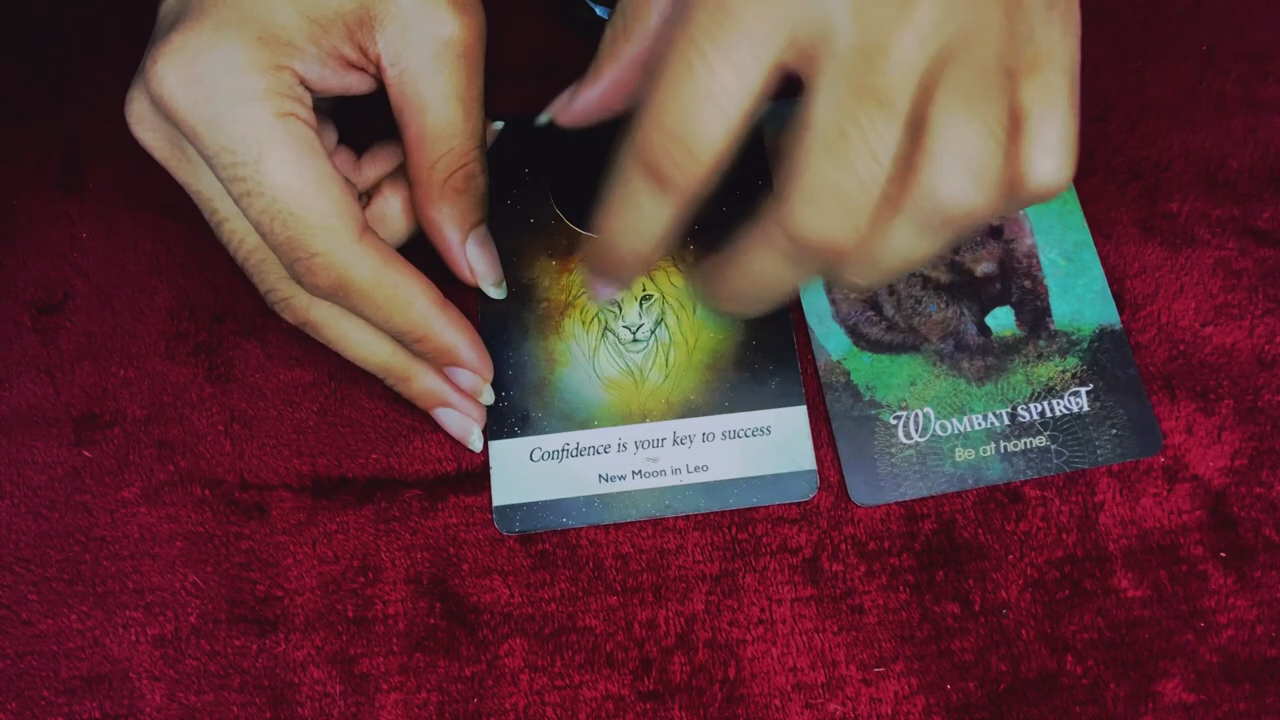 Confidence is your key to success
New Moon in Leo
WOMBAT SPIRIT
Be at home.